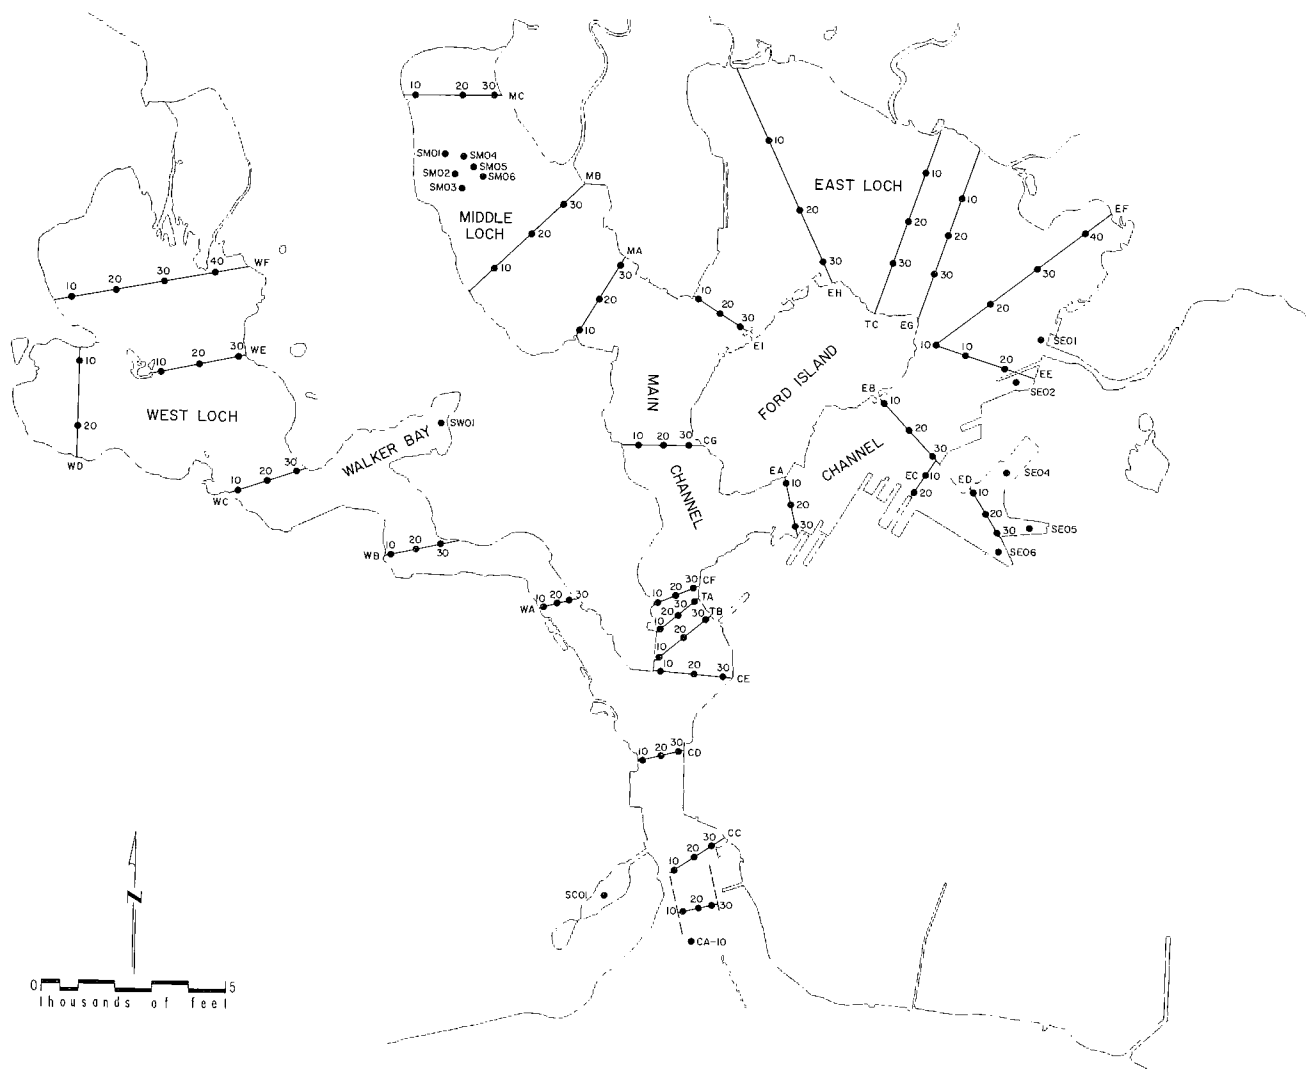 10 20 30 MC
SM01 SM04
SM05
SM02 SM06
SM03
MB
30
20
10
MIDDLE
LOCH
MA
30
20
10
10
20
30
EI
10
20
30
EH
EAST LOCH
10
20
30
TC
10
20
30
EG
EF
40
30
20
10
10
20
EE
SE01
SE02
WF
40
30
20
10
WE
30
20
10
10
20
WD
WEST LOCH
WC
10
20
30
WALKER BAY
SW01
WB
10
20
30
WA
10 20 30
MAIN
CHANNEL
10 20 30 CG
FORD ISLAND
CHANNEL
EA
10
20
30
EB
10
20
30
EC
10
20
ED
10
20
30
SE04
SE05
SE06
10 20 30 CF
10 20 30 TA
10 20 30 TB
10 20 30 CE
10 20 30 CD
10 20 30 CC
10 20 30
CA-10
SC01
N
0 5
thousands of feet